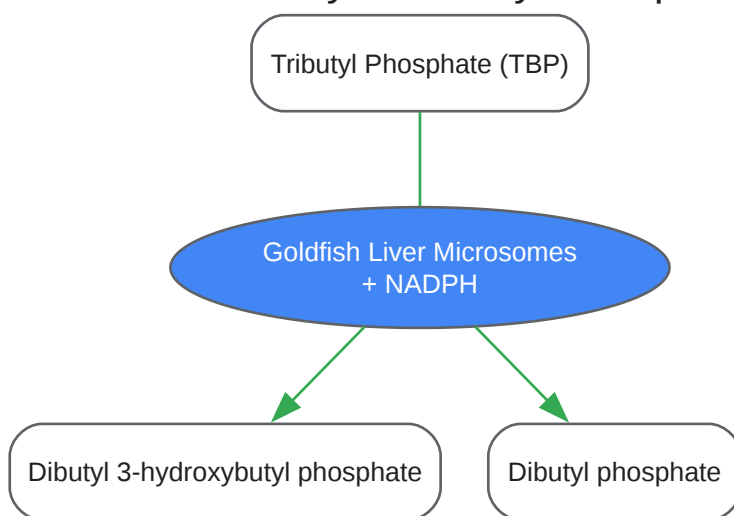 Tributyl Phosphate (TBP)
Goldfish Liver Microsomes
+ NADPH
Dibutyl 3-hydroxybutyl phosphate
Dibutyl phosphate